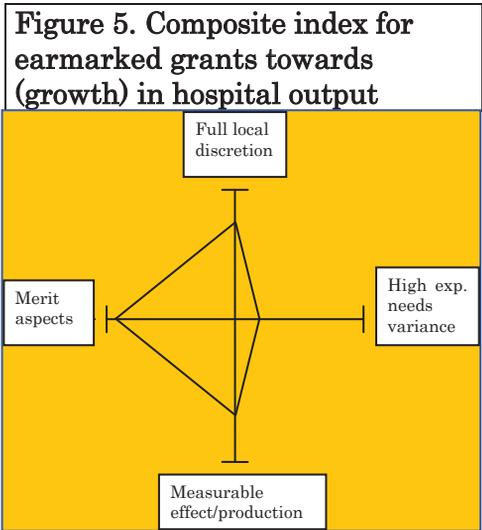 Figure 5. Composite index for
earmarked grants towards
(growth) in hospital output
Full local
discretion
Merit
aspects
High exp.
needs
variance
Measurable
effect/production